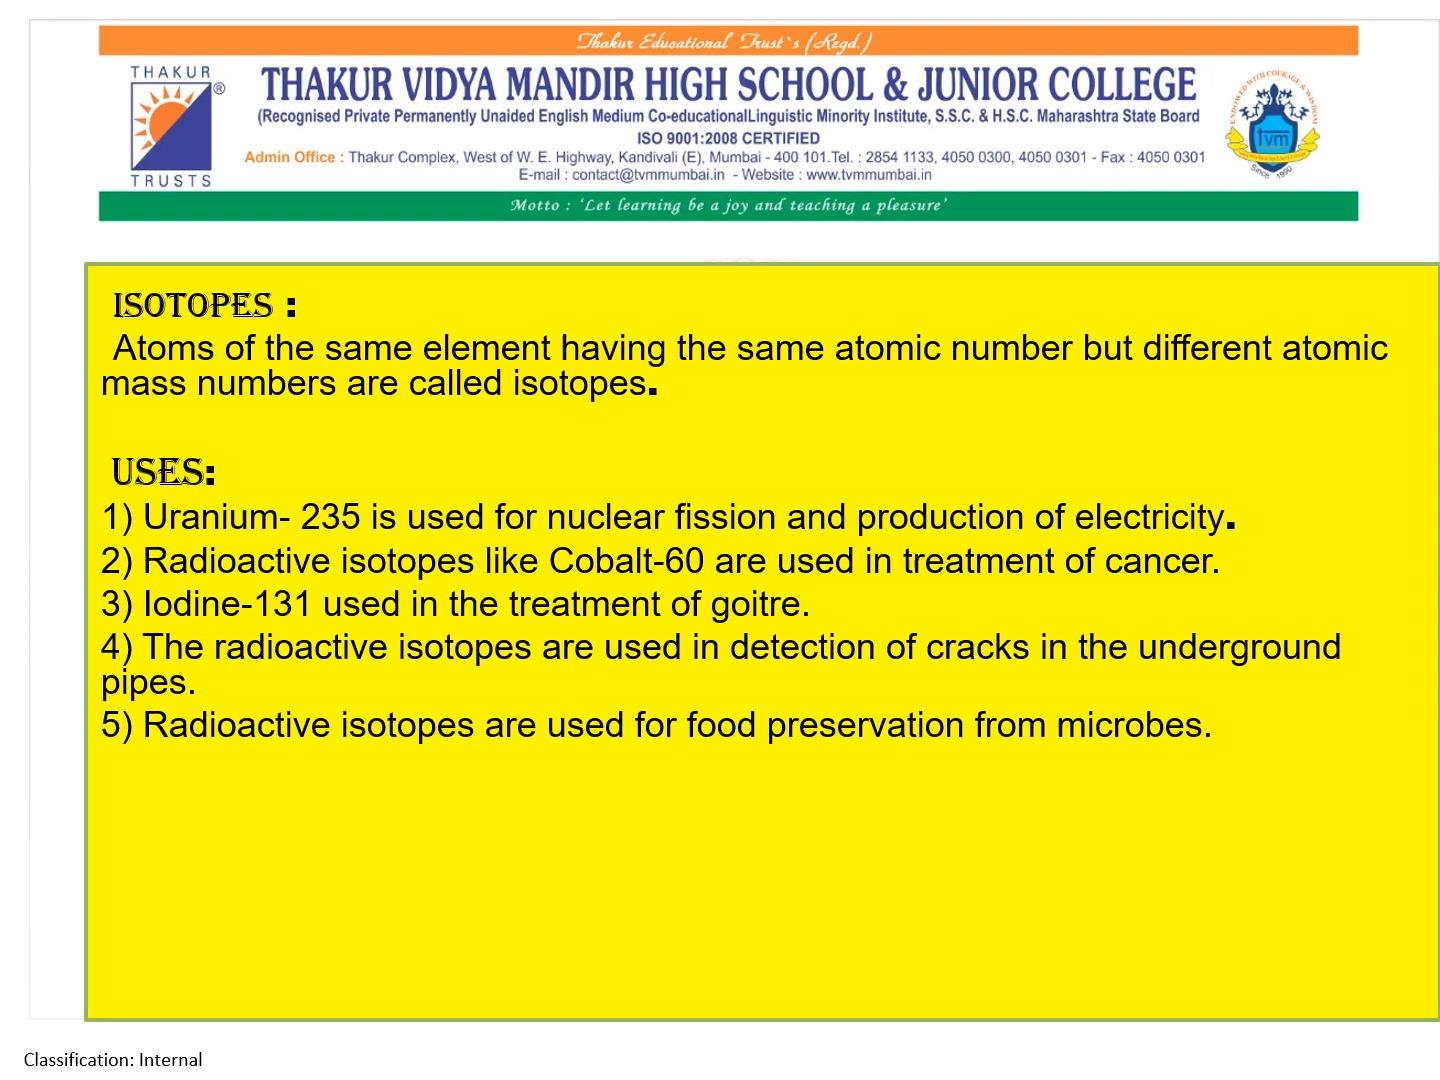 Thakur Educational Trust`s (Regd.)
THAKUR
®
TRUSTS
THAKUR VIDYA MANDIR HIGH SCHOOL & JUNIOR COLLEGE
(Recognised Private Permanently Unaided English Medium Co-educationalLinguistic Minority Institute, S.S.C. & H.S.C. Maharashtra State Board
ISO 9001:2008 CERTIFIED
Admin Office : Thakur Complex, West of W. E. Highway, Kandivali (E), Mumbai - 400 101.Tel. : 2854 1133, 4050 0300, 4050 0301 - Fax : 4050 0301
E-mail : contact@tvmmumbai.in - Website : www.tvmmumbai.in
ENDOWED WITH COURAGE & WISDOM
tvm
Since 1990
Motto : ‘Let learning be a joy and teaching a pleasure’
ISOTOPES :
Atoms of the same element having the same atomic number but different atomic
mass numbers are called isotopes.
USES:
1) Uranium- 235 is used for nuclear fission and production of electricity.
2) Radioactive isotopes like Cobalt-60 are used in treatment of cancer.
3) Iodine-131 used in the treatment of goitre.
4) The radioactive isotopes are used in detection of cracks in the underground
pipes.
5) Radioactive isotopes are used for food preservation from microbes.
Classification: Internal